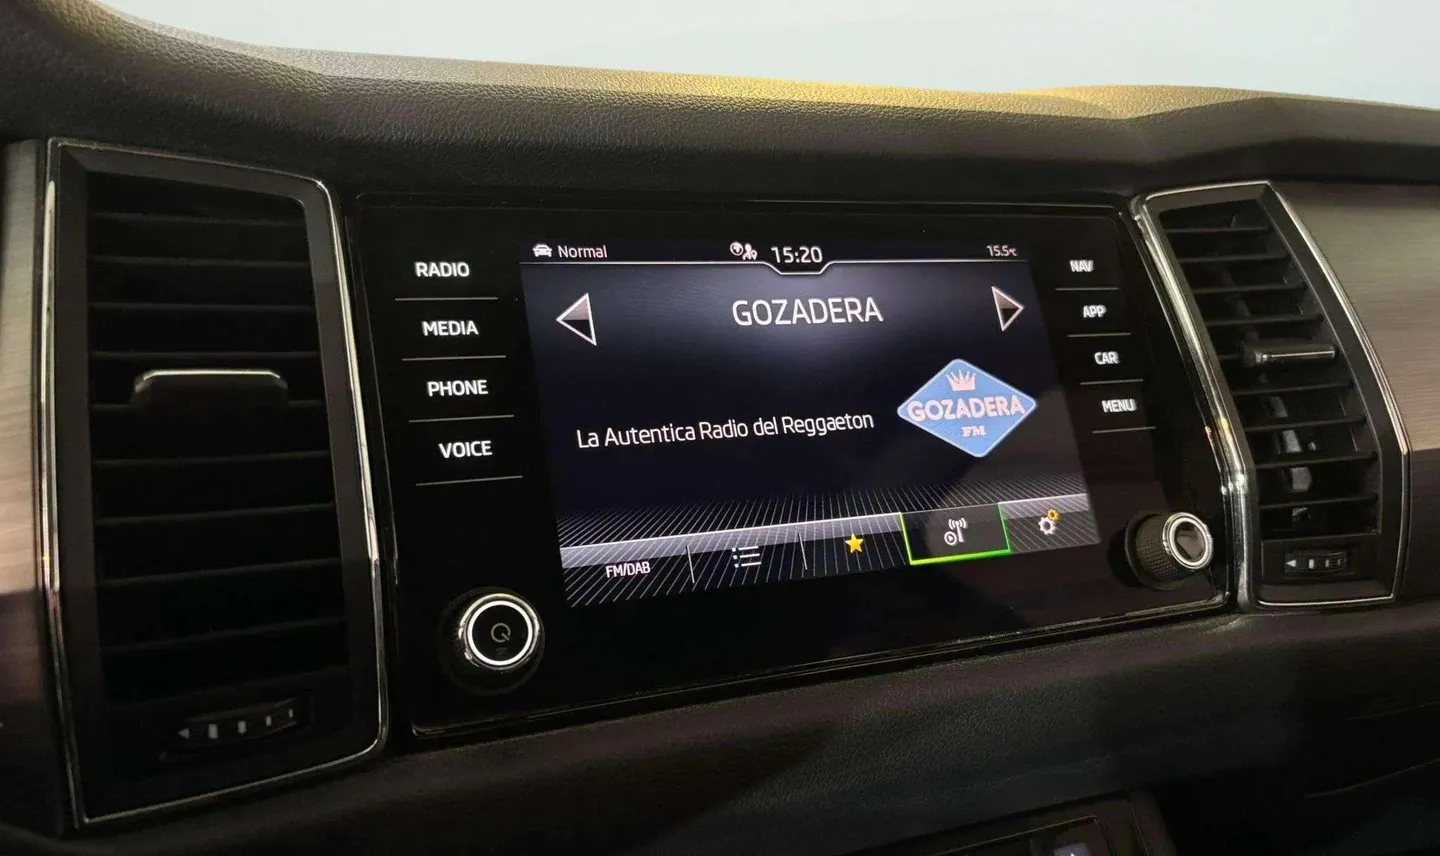 Normal
15:20
15.5°C
RADIO
MEDIA
PHONE
VOICE
GOZADERA
La Autentica Radio del Reggaeton
GOZADERA
FM
FM/DAB
NAV
APP
CAR
MENU